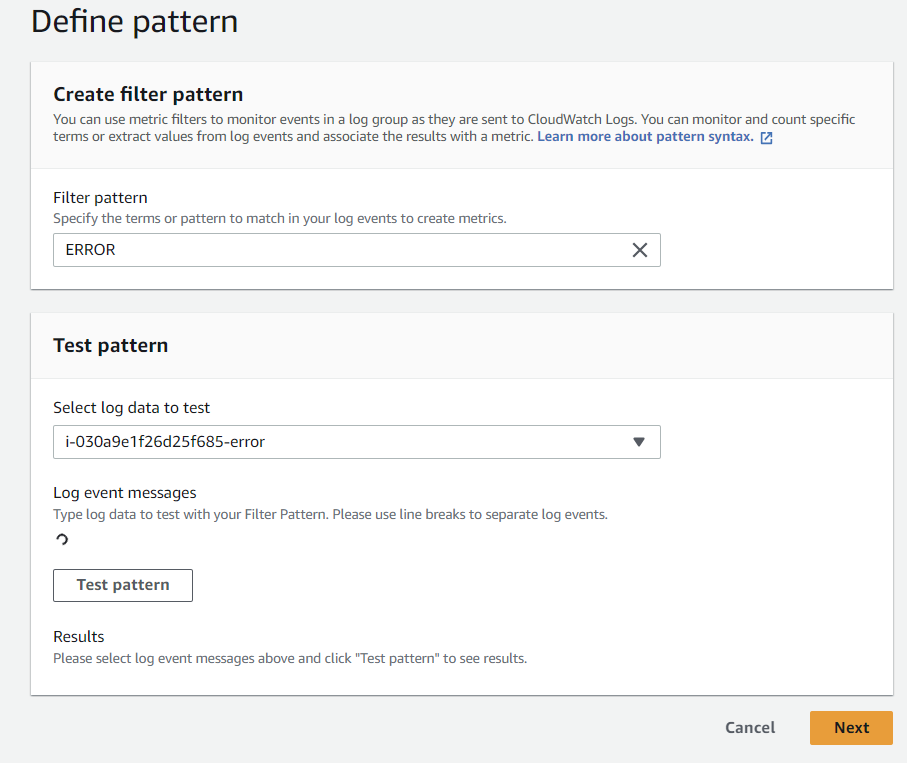 Define pattern
Create filter pattern
You can use metric filters to monitor events in a log group as they are sent to CloudWatch Logs. You can monitor and count specific
terms or extract values from log events and associate the results with a metric. Learn more about pattern syntax.
Filter pattern
Specify the terms or pattern to match in your log events to create metrics.
ERROR
Test pattern
Select log data to test
i-030a9e1f26d25f685-error
Log event messages
Type log data to test with your Filter Pattern. Please use line breaks to separate log events.
Test pattern
Results
Please select log event messages above and click "Test pattern" to see results.
Cancel Next